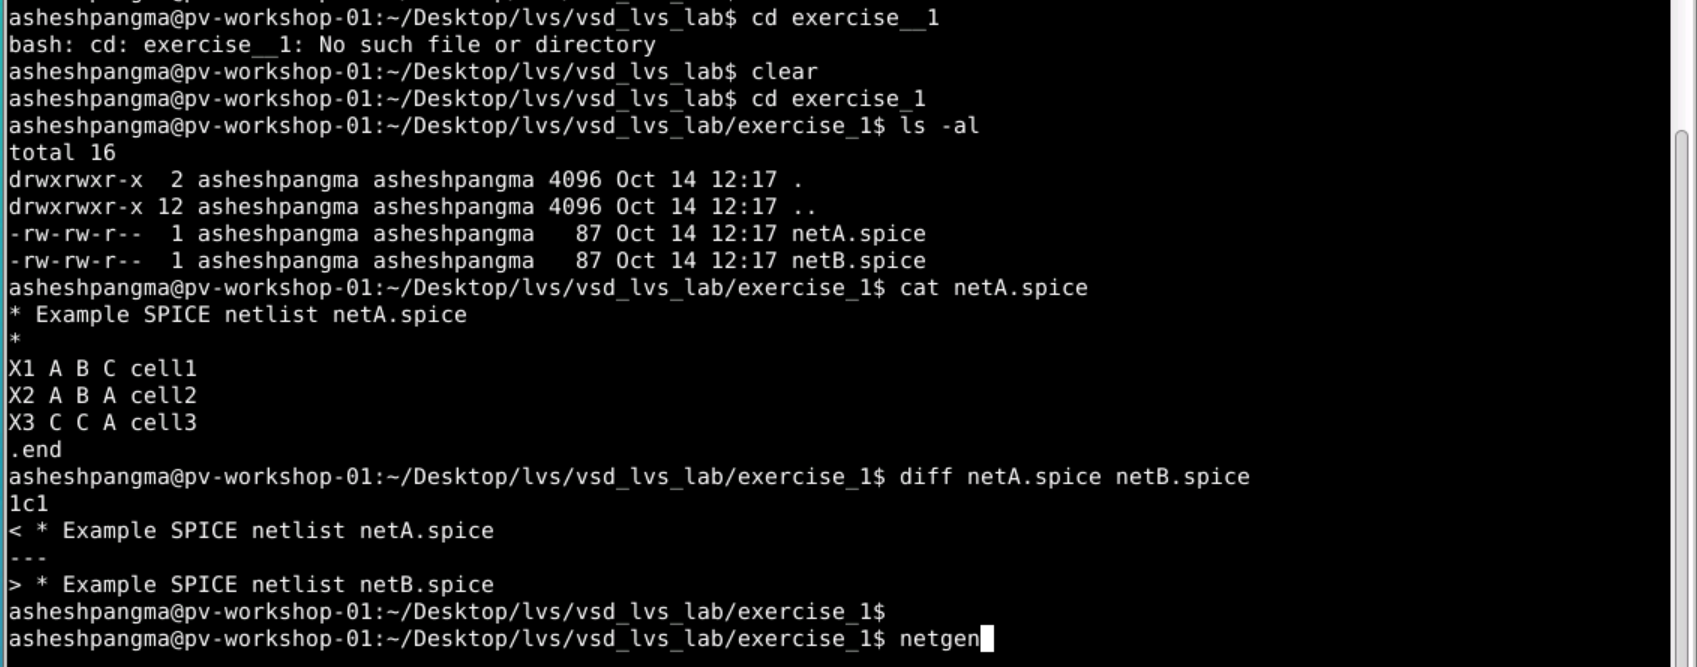 asheshpangma@pv-workshop-01:~/Desktop/lvs/vsd_lvs_lab$ cd exercise__1
bash: cd: exercise__1: No such file or directory
asheshpangma@pv-workshop-01:~/Desktop/lvs/vsd_lvs_lab$ clear
asheshpangma@pv-workshop-01:~/Desktop/lvs/vsd_lvs_lab$ cd exercise_1
asheshpangma@pv-workshop-01:~/Desktop/lvs/vsd_lvs_lab/exercise_1$ ls -al
total 16
drwxrwxr-x  2 asheshpangma asheshpangma 4096 Oct 14 12:17 .
drwxrwxr-x 12 asheshpangma asheshpangma 4096 Oct 14 12:17 ..
-rw-rw-r--  1 asheshpangma asheshpangma   87 Oct 14 12:17 netA.spice
-rw-rw-r--  1 asheshpangma asheshpangma   87 Oct 14 12:17 netB.spice
asheshpangma@pv-workshop-01:~/Desktop/lvs/vsd_lvs_lab/exercise_1$ cat netA.spice
* Example SPICE netlist netA.spice
*
X1 A B C cell1
X2 A B A cell2
X3 C C A cell3
.end
asheshpangma@pv-workshop-01:~/Desktop/lvs/vsd_lvs_lab/exercise_1$ diff netA.spice netB.spice
1c1
< * Example SPICE netlist netA.spice
---
> * Example SPICE netlist netB.spice
asheshpangma@pv-workshop-01:~/Desktop/lvs/vsd_lvs_lab/exercise_1$
asheshpangma@pv-workshop-01:~/Desktop/lvs/vsd_lvs_lab/exercise_1$ netgen